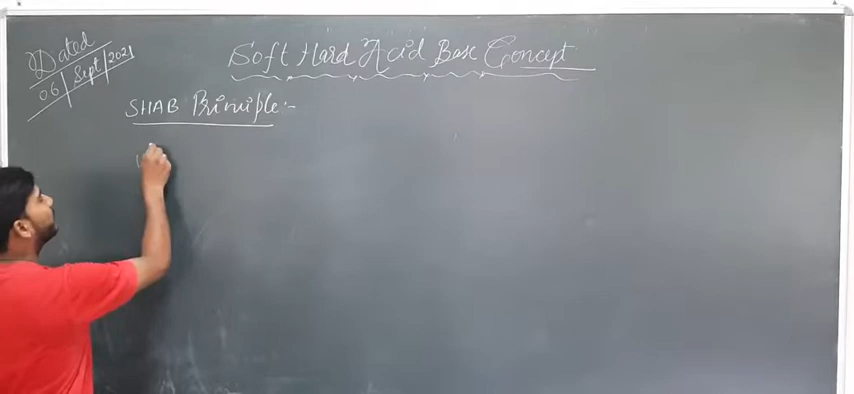 Dated
06/Sept/2021
Soft Hard Acid Base Concept
SHAB Principle:-